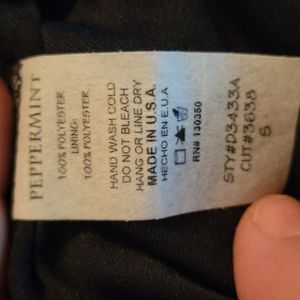 PEPPERMINT
100% POLYESTER
LINING:
100% POLYESTER
HAND WASH COLD
DO NOT BLEACH
HANG OR LINE DRY
MADE IN U.S.A.
HECHO EN E.U.A
RN# 130350
STY#D3433A
CUT#3638
S